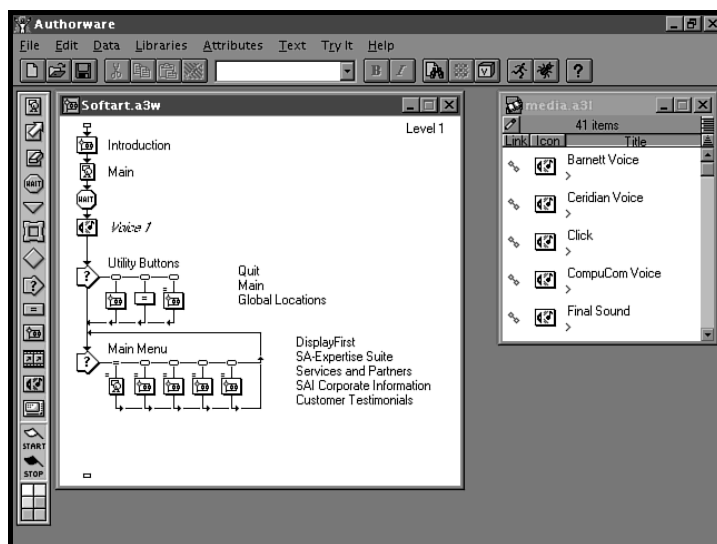 Authorware
File Edit Data Libraries Attributes Text Try It Help
B I ?
Softart.a3w
Level 1
Introduction
Main
WAIT
Voice 1
Utility Buttons
Quit
Main
Global Locations
Main Menu
DisplayFirst
SA-Expertise Suite
Services and Partners
SAI Corporate Information
Customer Testimonials
WAIT
START
STOP
media.a3l
41 items
Link Icon Title
Barnett Voice
Ceridian Voice
Click
CompuCom Voice
Final Sound